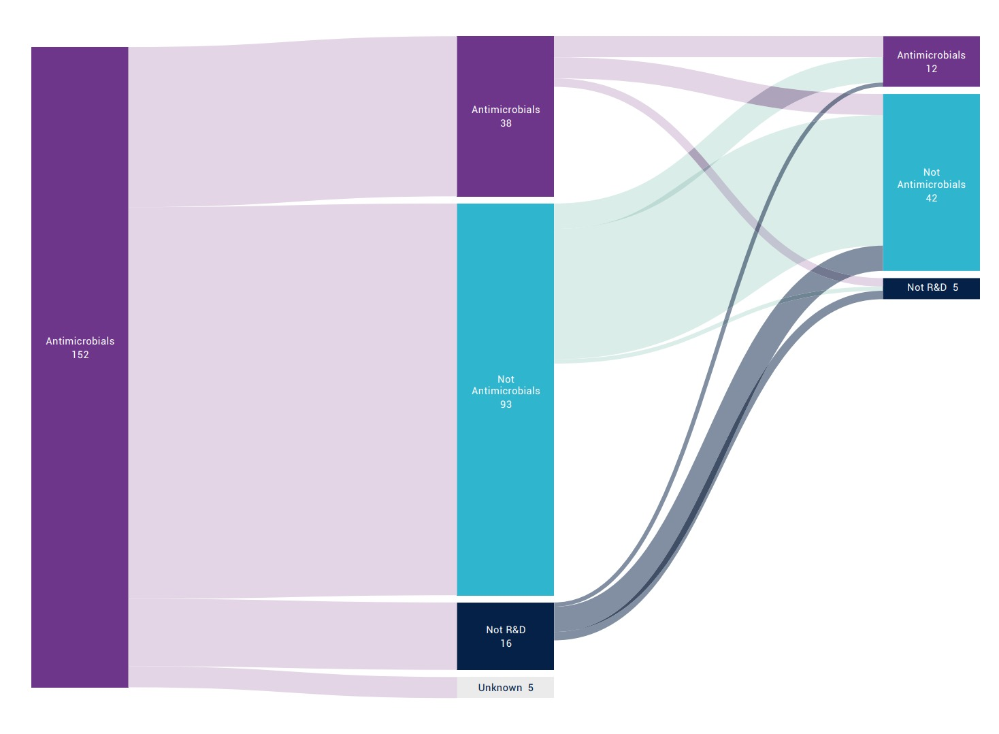 Antimicrobials
152
Antimicrobials
38
Not
Antimicrobials
93
Not R&D
16
Unknown 5
Antimicrobials
12
Not
Antimicrobials
42
Not R&D 5